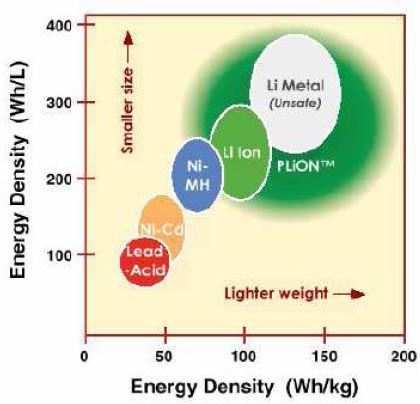 400
300
200
100
Energy Density (Wh/L)
Smaller size
Li Metal
(Unsafe)
Li Ion
PLiON™
Ni-
MH
Ni-Cd
Lead
-Acid
Lighter weight
0
50
100
150
200
Energy Density (Wh/kg)